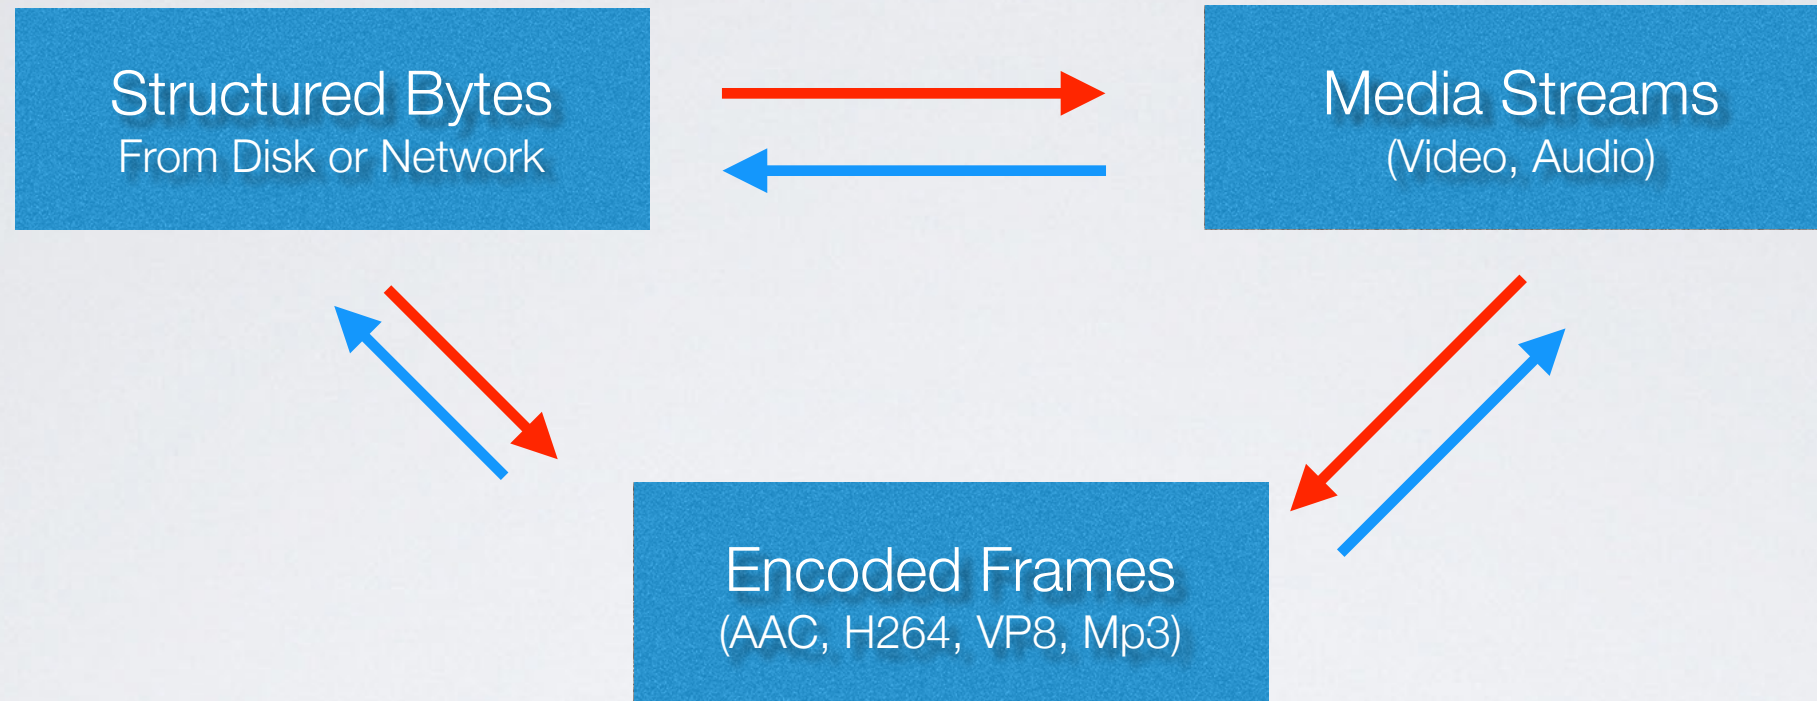 Structured Bytes
From Disk or Network
Media Streams
(Video, Audio)
Encoded Frames
(AAC, H264, VP8, Mp3)